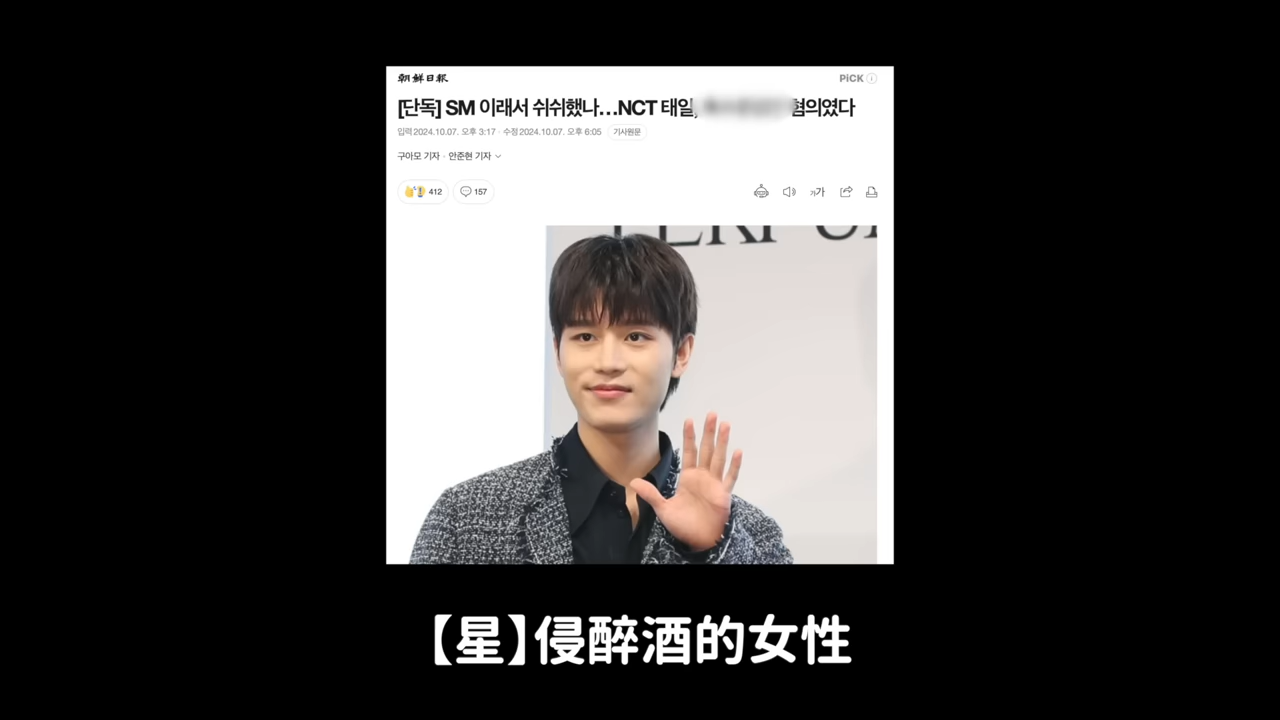 朝鮮日報
PiCK
[단독] SM 이래서 쉬쉬했나…NCT 태일, 혐의였다
입력 2024.10.07. 오후 3:17 · 수정 2024.10.07. 오후 6:05 기사원문
구아모 기자 · 안준현 기자
412 157
가가
【星】侵醉酒的女性